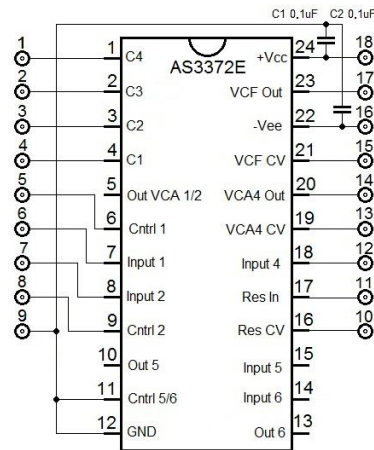 C1 0.1uF C2 0.1uF
1 1 C4 AS3372E +Vcc 24 18
2 2 C3 VCF Out 23 17
3 3 C2 -Vee 22 16
4 4 C1 VCF CV 21 15
5 5 Out VCA 1/2 VCA4 Out 20 14
6 6 Cntrl 1 VCA4 CV 19 13
7 7 Input 1 Input 4 18 12
8 8 Input 2 Res In 17 11
9 9 Cntrl 2 Res CV 16 10
10 Out 5 Input 5 15
11 Cntrl 5/6 Input 6 14
12 GND Out 6 13